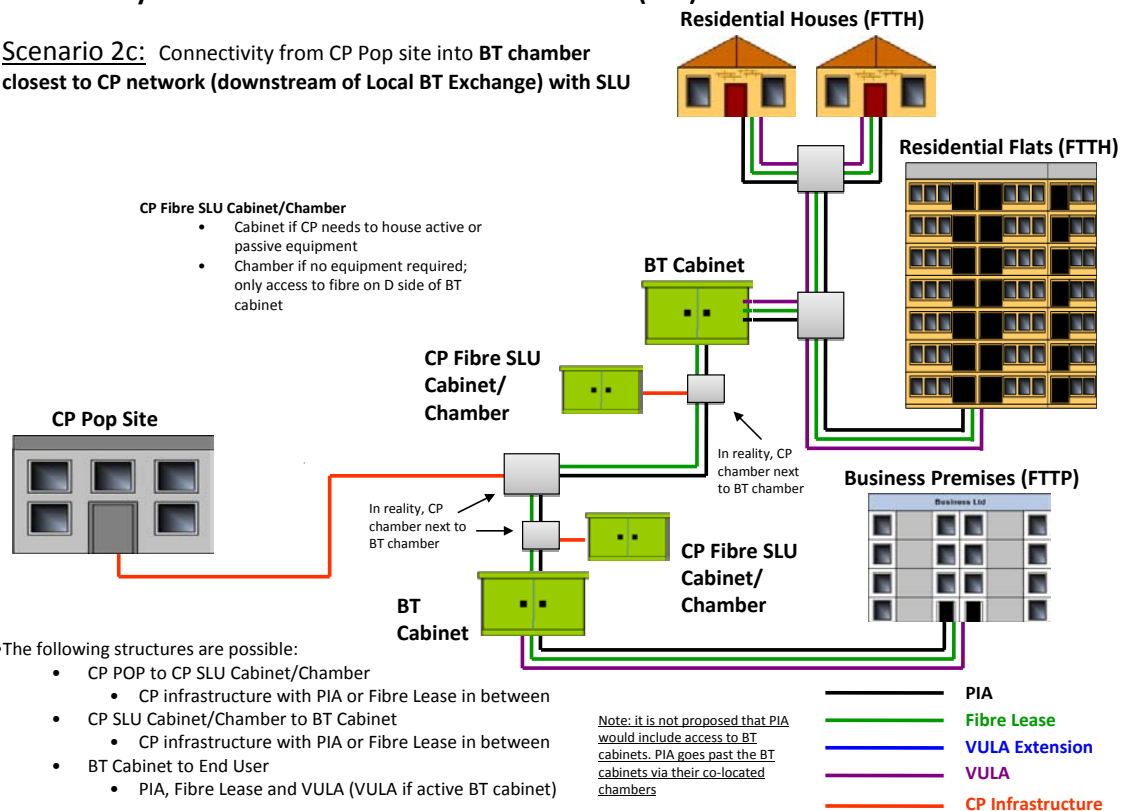 Residential Houses (FTTH)
Scenario 2c: Connectivity from CP Pop site into BT chamber
closest to CP network (downstream of Local BT Exchange) with SLU
Residential Flats (FTTH)
CP Fibre SLU Cabinet/Chamber
• Cabinet if CP needs to house active or
passive equipment
• Chamber if no equipment required;
only access to fibre on D side of BT
cabinet
BT Cabinet
CP Fibre SLU
Cabinet/
Chamber
CP Pop Site
In reality, CP
chamber next
to BT chamber
Business Premises (FTTP)
Business Ltd
In reality, CP
chamber next to
BT chamber
CP Fibre SLU
Cabinet/
Chamber
BT
Cabinet
•The following structures are possible:
• CP POP to CP SLU Cabinet/Chamber
• CP infrastructure with PIA or Fibre Lease in between
• CP SLU Cabinet/Chamber to BT Cabinet
• CP infrastructure with PIA or Fibre Lease in between
• BT Cabinet to End User
• PIA, Fibre Lease and VULA (VULA if active BT cabinet)
Note: it is not proposed that PIA
would include access to BT
cabinets. PIA goes past the BT
cabinets via their co-located
chambers
PIA
Fibre Lease
VULA Extension
VULA
CP Infrastructure